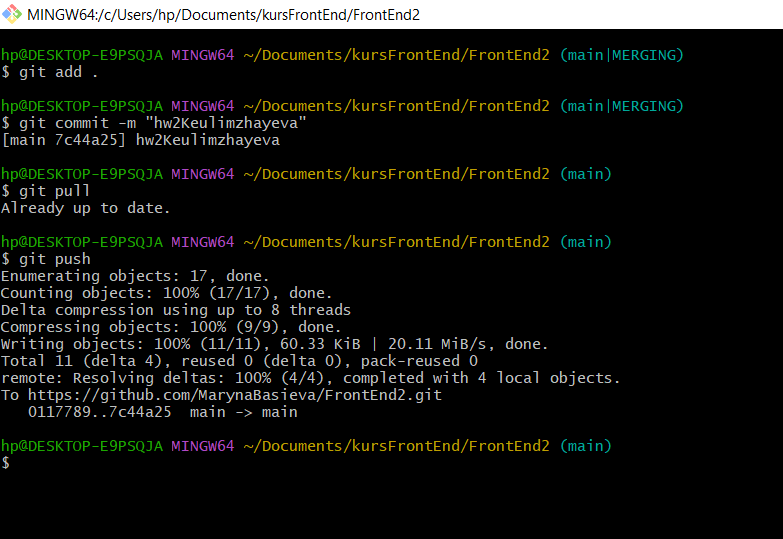 MINGW64:/c/Users/hp/Documents/kursFrontEnd/FrontEnd2
hp@DESKTOP-E9PSQJA MINGW64 ~/Documents/kursFrontEnd/FrontEnd2 (main|MERGING)
$ git add .
hp@DESKTOP-E9PSQJA MINGW64 ~/Documents/kursFrontEnd/FrontEnd2 (main|MERGING)
$ git commit -m "hw2Keulimzhayeva"
[main 7c44a25] hw2Keulimzhayeva
hp@DESKTOP-E9PSQJA MINGW64 ~/Documents/kursFrontEnd/FrontEnd2 (main)
$ git pull
Already up to date.
hp@DESKTOP-E9PSQJA MINGW64 ~/Documents/kursFrontEnd/FrontEnd2 (main)
$ git push
Enumerating objects: 17, done.
Counting objects: 100% (17/17), done.
Delta compression using up to 8 threads
Compressing objects: 100% (9/9), done.
Writing objects: 100% (11/11), 60.33 KiB | 20.11 MiB/s, done.
Total 11 (delta 4), reused 0 (delta 0), pack-reused 0
remote: Resolving deltas: 100% (4/4), completed with 4 local objects.
To https://github.com/MarynaBasieva/FrontEnd2.git
   0117789..7c44a25  main -> main
hp@DESKTOP-E9PSQJA MINGW64 ~/Documents/kursFrontEnd/FrontEnd2 (main)
$